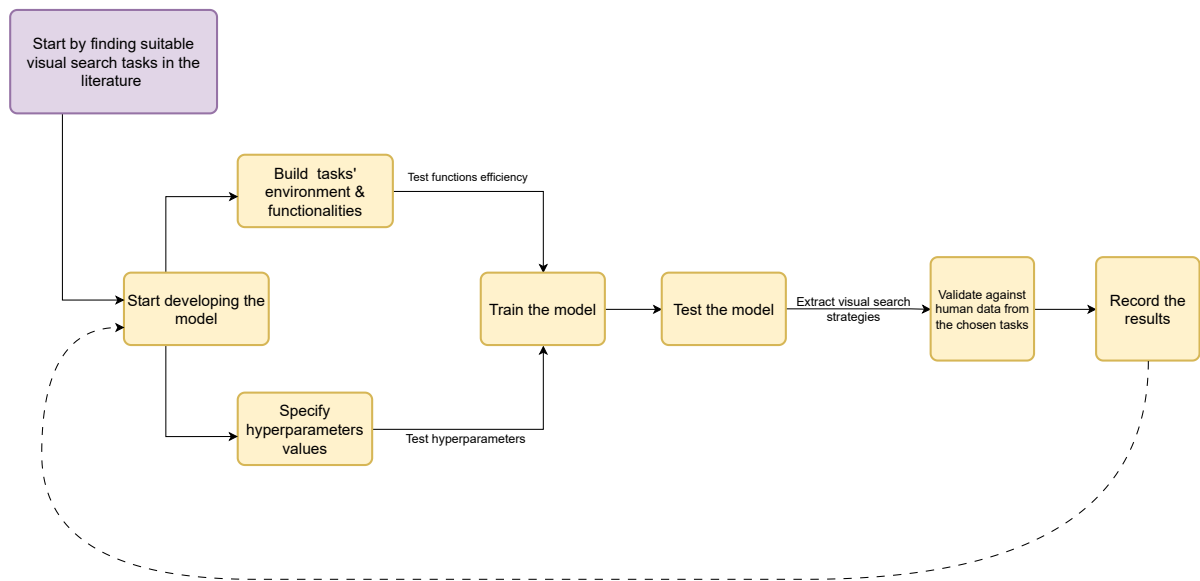 Start by finding suitable
visual search tasks in the
literature
Build  tasks'
environment &
functionalities
Test functions efficiency
Start developing the
model
Train the model
Test the model
Extract visual search
strategies
Validate against
human data from
the chosen tasks
Record the
results
Specify
hyperparameters
values
Test hyperparameters